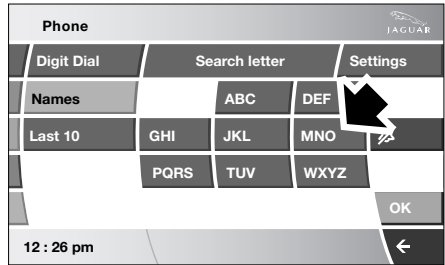 Phone
JAGUAR
Digit Dial Search letter Settings
Names ABC DEF
Last 10 GHI JKL MNO
PQRS TUV WXYZ
OK
12 : 26 pm